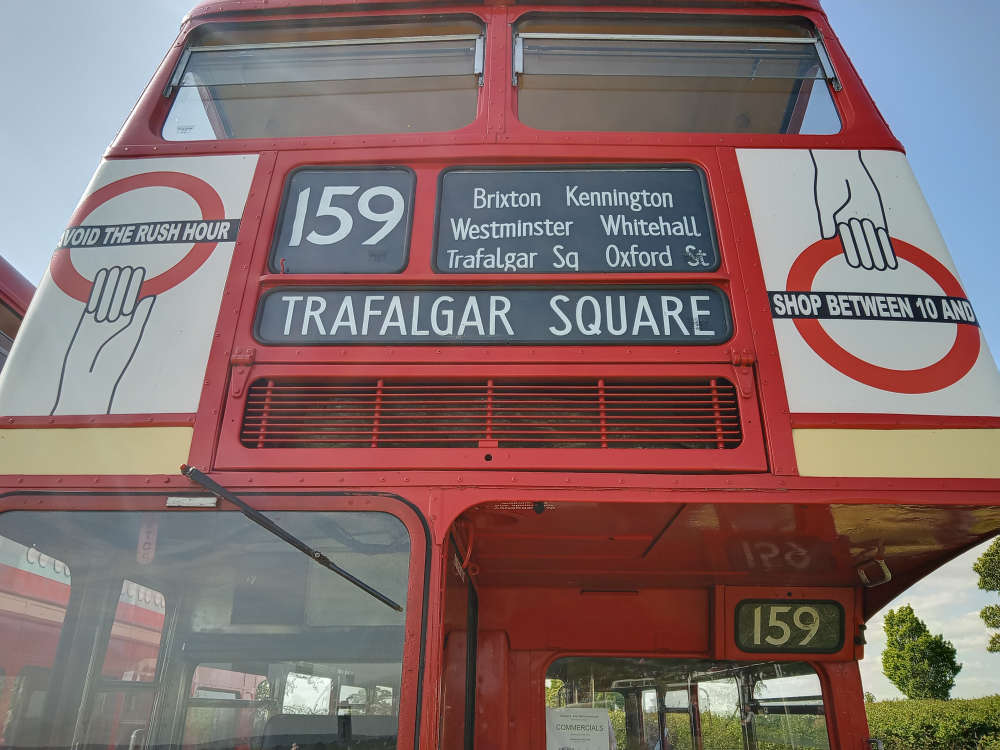 159
Brixton Kennington
Westminster Whitehall
Trafalgar Sq Oxford St
TRAFALGAR SQUARE
VOID THE RUSH HOUR
SHOP BETWEEN 10 AND
159
COMMERCIALS